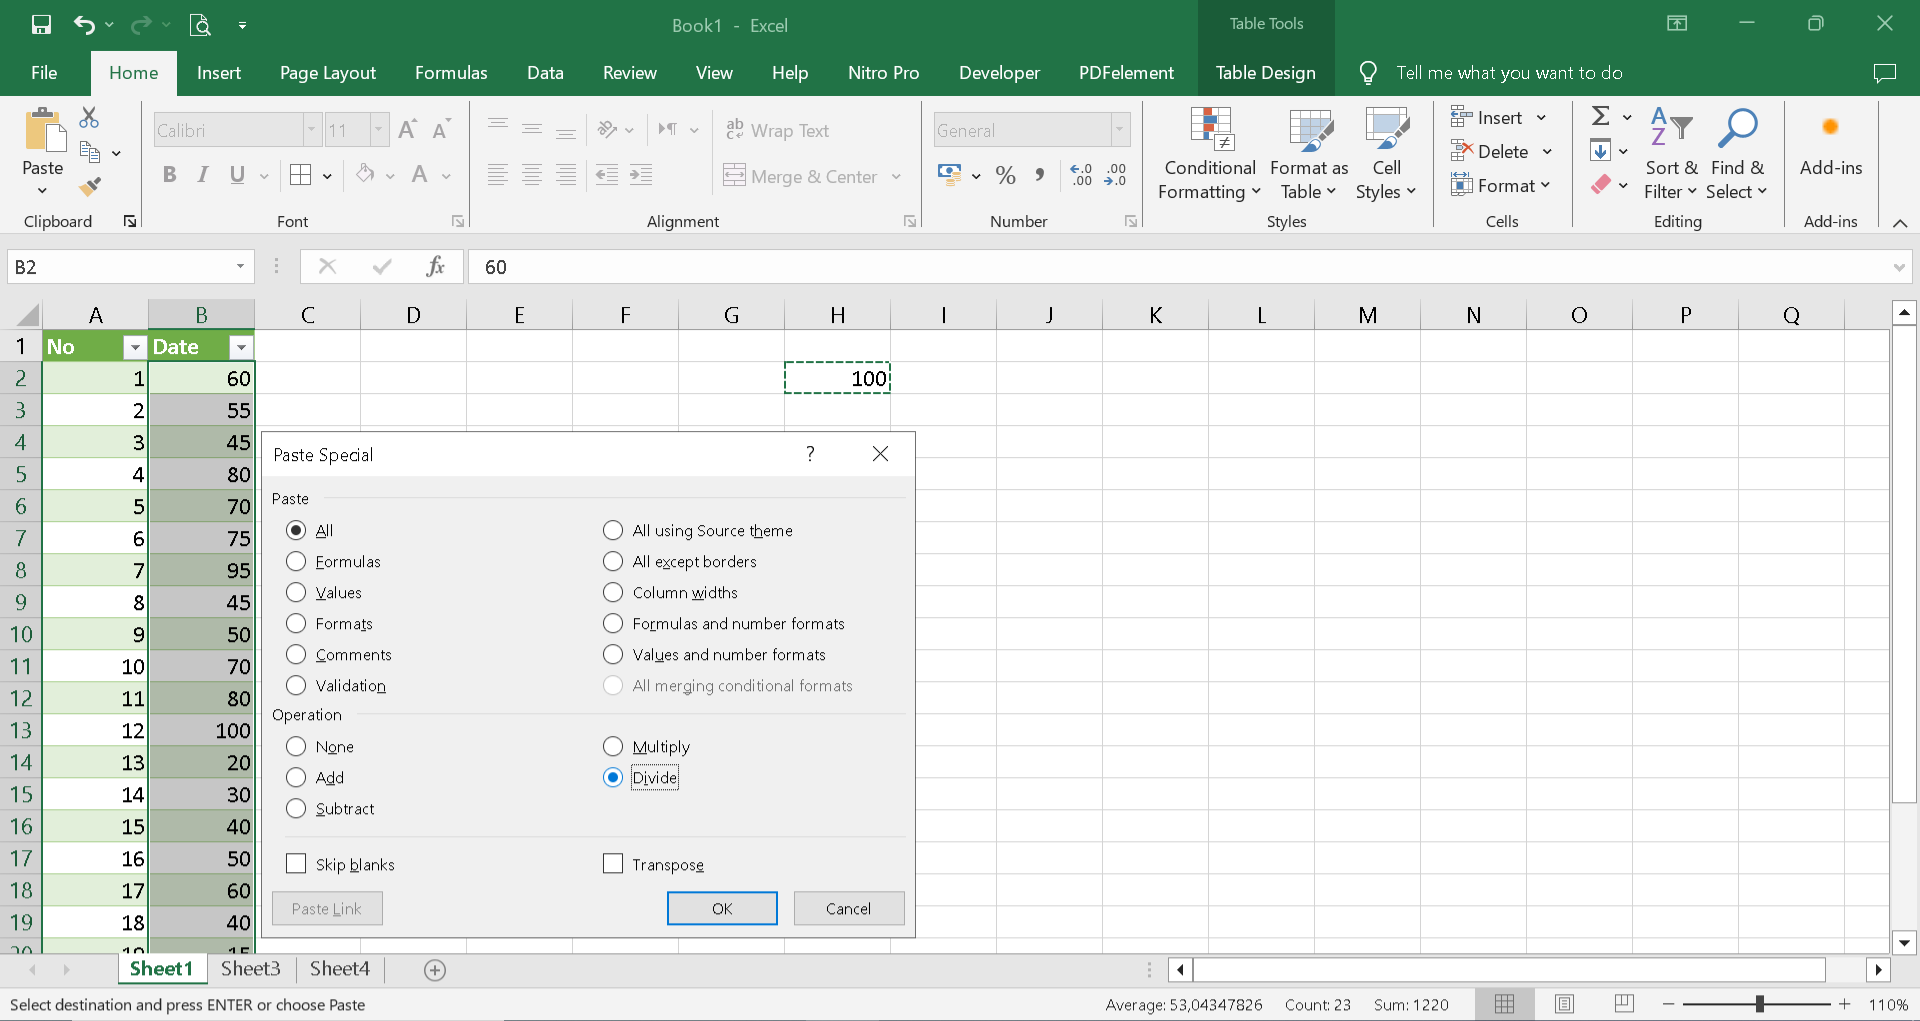 Book1 - Excel
Table Tools
File Home Insert Page Layout Formulas Data Review View Help Nitro Pro Developer PDFelement Table Design Tell me what you want to do
Paste
Clipboard
Calibri 11
B I U A
Font
ab Wrap Text
Merge & Center
Alignment
General
% ,
Number
Conditional Formatting
Format as Table
Cell Styles
Styles
Insert
Delete
Format
Cells
Sort & Filter
Find & Select
Editing
Add-ins
Add-ins
B2 fx 60
A B C D E F G H I J K L M N O P Q
1 No Date
2 1 60 100
3 2 55
4 3 45
5 4 80
6 5 70
7 6 75
8 7 95
9 8 45
10 9 50
11 10 70
12 11 80
13 12 100
14 13 20
15 14 30
16 15 40
17 16 50
18 17 60
19 18 40
20 19 15
Paste Special ?
Paste
All All using Source theme
Formulas All except borders
Values Column widths
Formats Formulas and number formats
Comments Values and number formats
Validation All merging conditional formats
Operation
None Multiply
Add Divide
Subtract
Skip blanks Transpose
Paste Link OK Cancel
Sheet1 Sheet3 Sheet4
Select destination and press ENTER or choose Paste Average: 53,04347826 Count: 23 Sum: 1220 110%